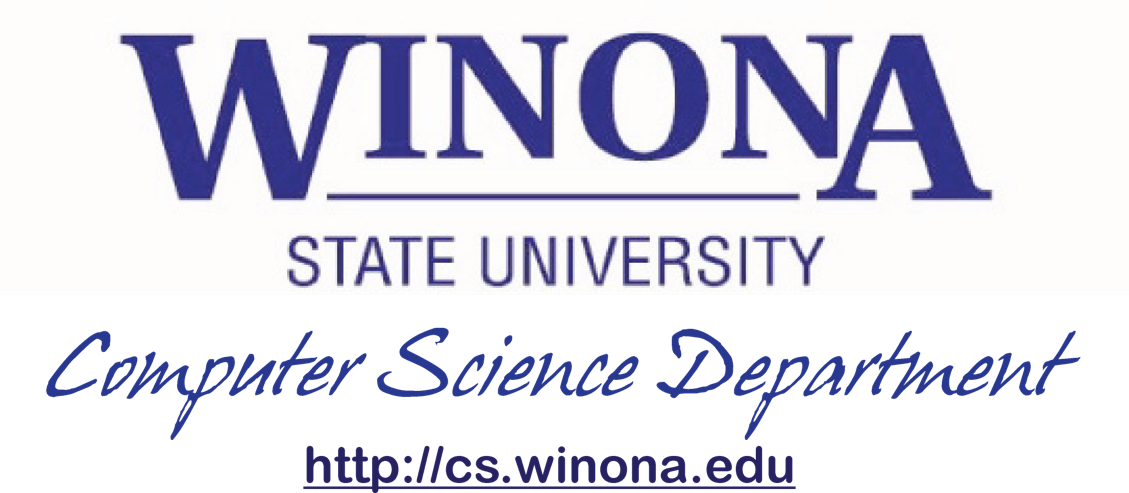 WINONA
STATE UNIVERSITY
Computer Science Department
http://cs.winona.edu